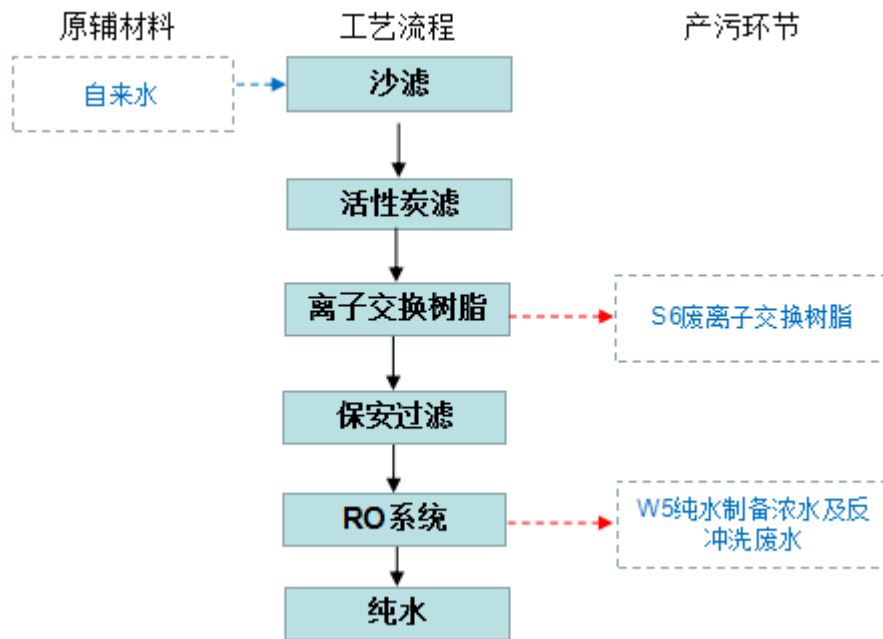 原辅材料 工艺流程 产污环节
自来水 沙滤
活性炭滤
离子交换树脂 S6废离子交换树脂
保安过滤
RO系统 W5纯水制备浓水及反
冲洗废水
纯水